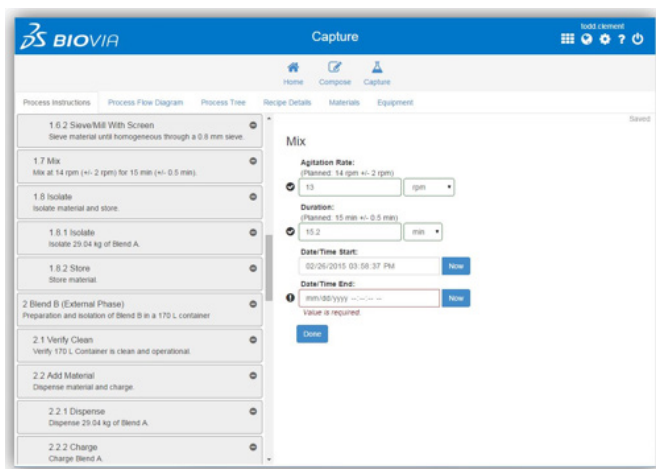 BIOVIA
Capture
todd.clement
?
Home Compose Capture
Process Instructions Process Flow Diagram Process Tree Recipe Details Materials Equipment
Saved
1.6.2 Sieve/Mill With Screen
Sieve material until homogeneous through a 0.8 mm sieve.
1.7 Mix
Mix at 14 rpm (+/- 2 rpm) for 15 min (+/- 0.5 min).
1.8 Isolate
Isolate material and store.
1.8.1 Isolate
Isolate 29.04 kg of Blend A.
1.8.2 Store
Store material.
2 Blend B (External Phase)
Preparation and isolation of Blend B in a 170 L container
2.1 Verify Clean
Verify 170 L Container is clean and operational.
2.2 Add Material
Dispense material and charge.
2.2.1 Dispense
Dispense 29.04 kg of Blend A.
2.2.2 Charge
Charge Blend A.
Mix
Agitation Rate:
(Planned: 14 rpm +/- 2 rpm)
13 rpm
Duration:
(Planned: 15 min +/- 0.5 min)
15.2 min
Date/Time Start:
02/26/2015 03:58:37 PM Now
Date/Time End:
mm/dd/yyyy --:--:-- -- Now
Value is required.
Done